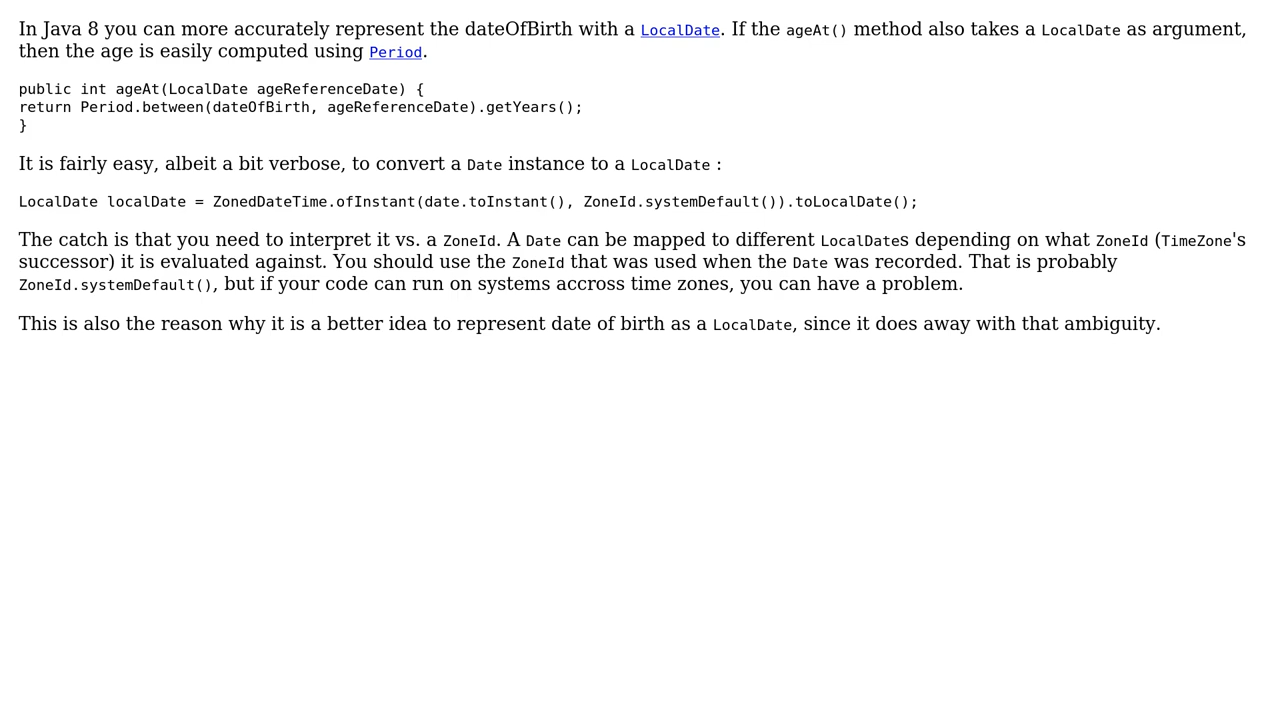 In Java 8 you can more accurately represent the dateOfBirth with a LocalDate. If the ageAt() method also takes a LocalDate as argument,
then the age is easily computed using Period.
public int ageAt(LocalDate ageReferenceDate) {
return Period.between(dateOfBirth, ageReferenceDate).getYears();
}
It is fairly easy, albeit a bit verbose, to convert a Date instance to a LocalDate :
LocalDate localDate = ZonedDateTime.ofInstant(date.toInstant(), ZoneId.systemDefault()).toLocalDate();
The catch is that you need to interpret it vs. a ZoneId. A Date can be mapped to different LocalDates depending on what ZoneId (TimeZone's
successor) it is evaluated against. You should use the ZoneId that was used when the Date was recorded. That is probably
ZoneId.systemDefault(), but if your code can run on systems accross time zones, you can have a problem.
This is also the reason why it is a better idea to represent date of birth as a LocalDate, since it does away with that ambiguity.